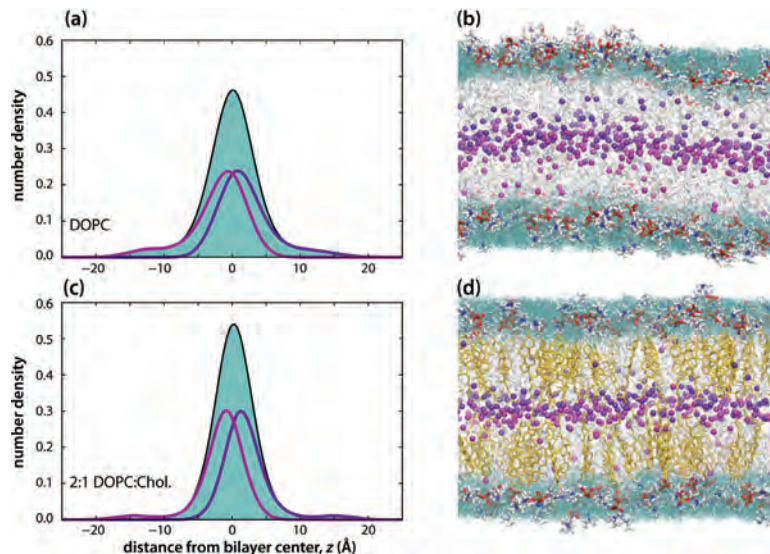 (a)
(b)
0.6
0.5
0.4
0.3
0.2
0.1
0.0
number density
DOPC
−20
−10
0
10
20
(c)
(d)
0.6
0.5
0.4
0.3
0.2
0.1
0.0
number density
2:1 DOPC:Chol.
−20
−10
0
10
20
distance from bilayer center, z (Å)